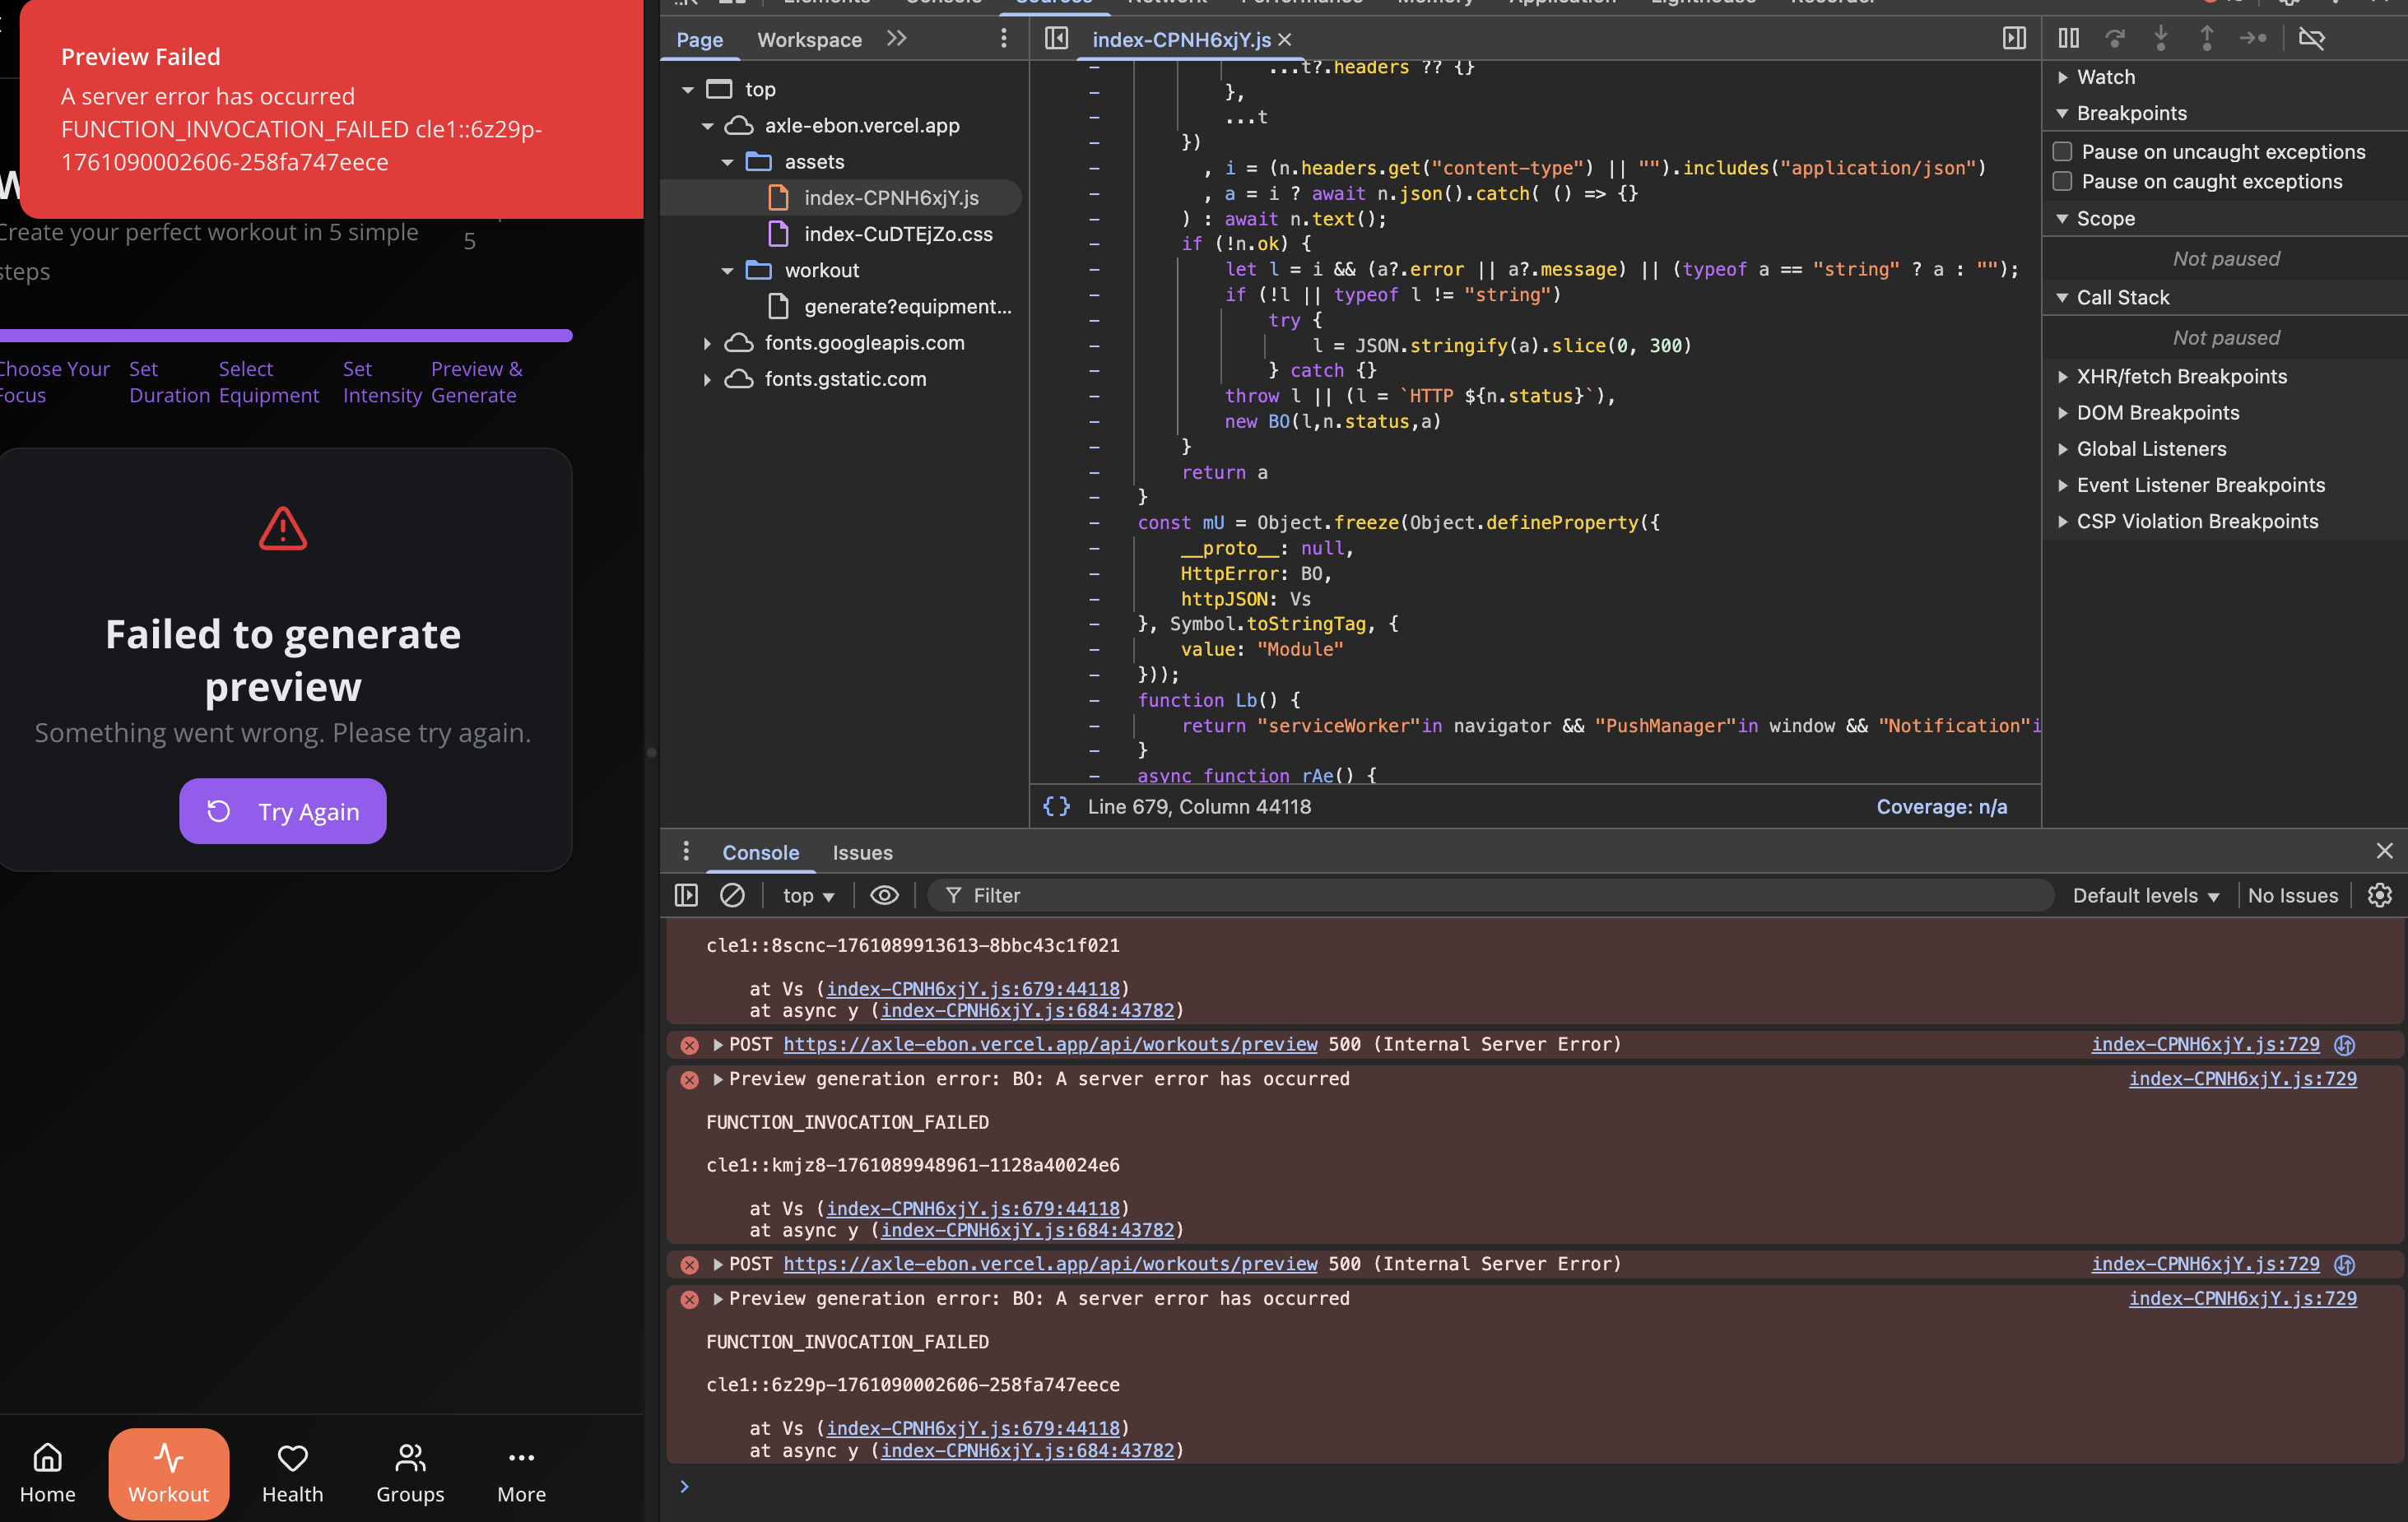 Elements
Console
Sources
Network
Performance
Memory
Application
Lighthouse
Recorder
Preview Failed
A server error has occurred
FUNCTION_INVOCATION_FAILED cle1::6z29p-
1761090002606-258fa747eece
W
Create your perfect workout in 5 simple
steps
5
Choose Your
Focus
Set
Duration
Select
Equipment
Set
Intensity
Preview &
Generate
Failed to generate
preview
Something went wrong. Please try again.
Try Again
Home
Workout
Health
Groups
More
Page
Workspace
top
axle-ebon.vercel.app
assets
index-CPNH6xjY.js
index-CuDTEjZo.css
workout
generate?equipment...
fonts.googleapis.com
fonts.gstatic.com
index-CPNH6xjY.js
...t?.headers ?? {}
},
...t
})
, i = (n.headers.get("content-type") || "").includes("application/json")
, a = i ? await n.json().catch( () => {}
) : await n.text();
if (!n.ok) {
let l = i && (a?.error || a?.message) || (typeof a == "string" ? a : "");
if (!l || typeof l != "string")
try {
l = JSON.stringify(a).slice(0, 300)
} catch {}
throw l || (l = `HTTP ${n.status}`),
new BO(l,n.status,a)
}
return a
}
const mU = Object.freeze(Object.defineProperty({
__proto__: null,
HttpError: BO,
httpJSON: Vs
}, Symbol.toStringTag, {
value: "Module"
}));
function Lb() {
return "serviceWorker"in navigator && "PushManager"in window && "Notification"i
}
async function rAe() {
{} Line 679, Column 44118
Coverage: n/a
Watch
Breakpoints
Pause on uncaught exceptions
Pause on caught exceptions
Scope
Not paused
Call Stack
Not paused
XHR/fetch Breakpoints
DOM Breakpoints
Global Listeners
Event Listener Breakpoints
CSP Violation Breakpoints
Console
Issues
top
Filter
Default levels
No Issues
cle1::8scnc-1761089913613-8bbc43c1f021
at Vs (index-CPNH6xjY.js:679:44118)
at async y (index-CPNH6xjY.js:684:43782)
POST https://axle-ebon.vercel.app/api/workouts/preview 500 (Internal Server Error)
index-CPNH6xjY.js:729
Preview generation error: BO: A server error has occurred
index-CPNH6xjY.js:729
FUNCTION_INVOCATION_FAILED
cle1::kmjz8-1761089948961-1128a40024e6
at Vs (index-CPNH6xjY.js:679:44118)
at async y (index-CPNH6xjY.js:684:43782)
POST https://axle-ebon.vercel.app/api/workouts/preview 500 (Internal Server Error)
index-CPNH6xjY.js:729
Preview generation error: BO: A server error has occurred
index-CPNH6xjY.js:729
FUNCTION_INVOCATION_FAILED
cle1::6z29p-1761090002606-258fa747eece
at Vs (index-CPNH6xjY.js:679:44118)
at async y (index-CPNH6xjY.js:684:43782)